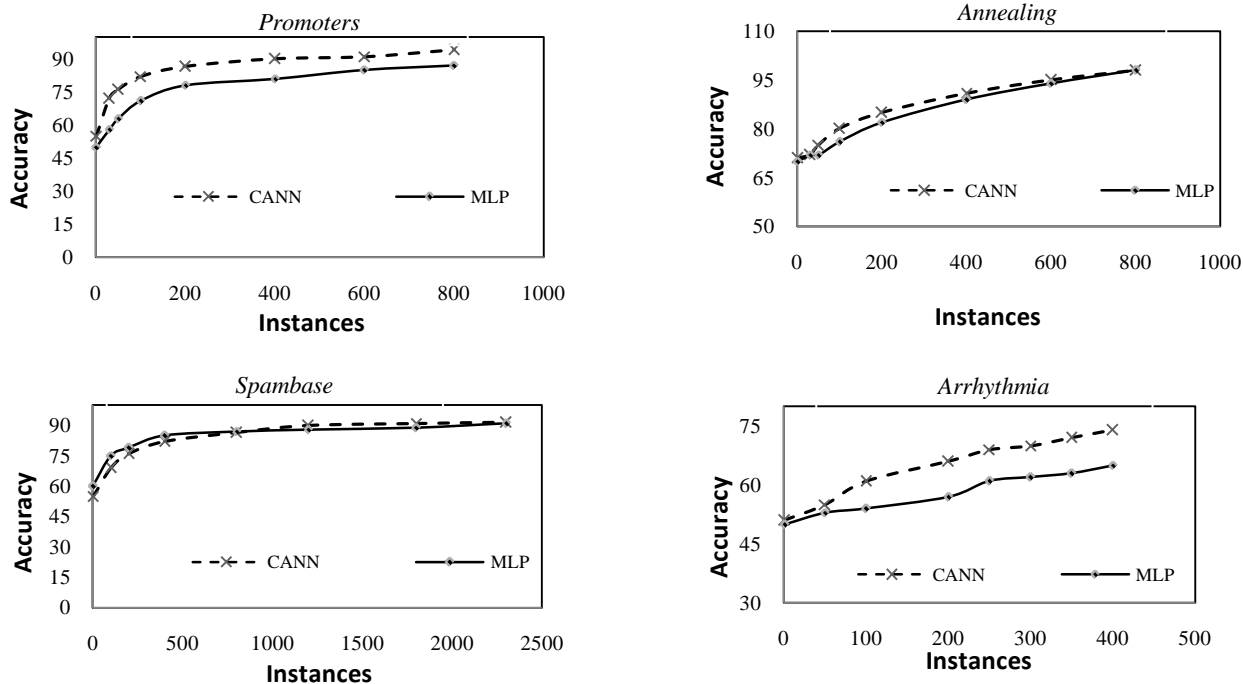 Promoters
90
75
60
45
30
15
0
Accuracy
CANN
MLP
0 200 400 600 800 1000
Instances
Annealing
110
95
80
65
50
Accuracy
CANN
MLP
0 200 400 600 800 1000
Instances
Spambase
90
75
60
45
30
15
0
Accuracy
CANN
MLP
0 500 1000 1500 2000 2500
Instances
Arrhythmia
75
60
45
30
Accuracy
CANN
MLP
0 100 200 300 400 500
Instances